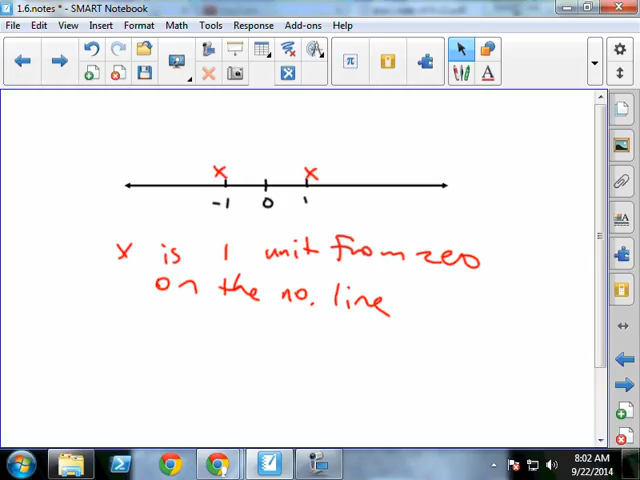 1.6.notes * - SMART Notebook
File Edit View Insert Format Math Tools Response Add-ons Help
x x
-1 0 1
x is 1 unit from zero
on the no. line
8:02 AM
9/22/2014